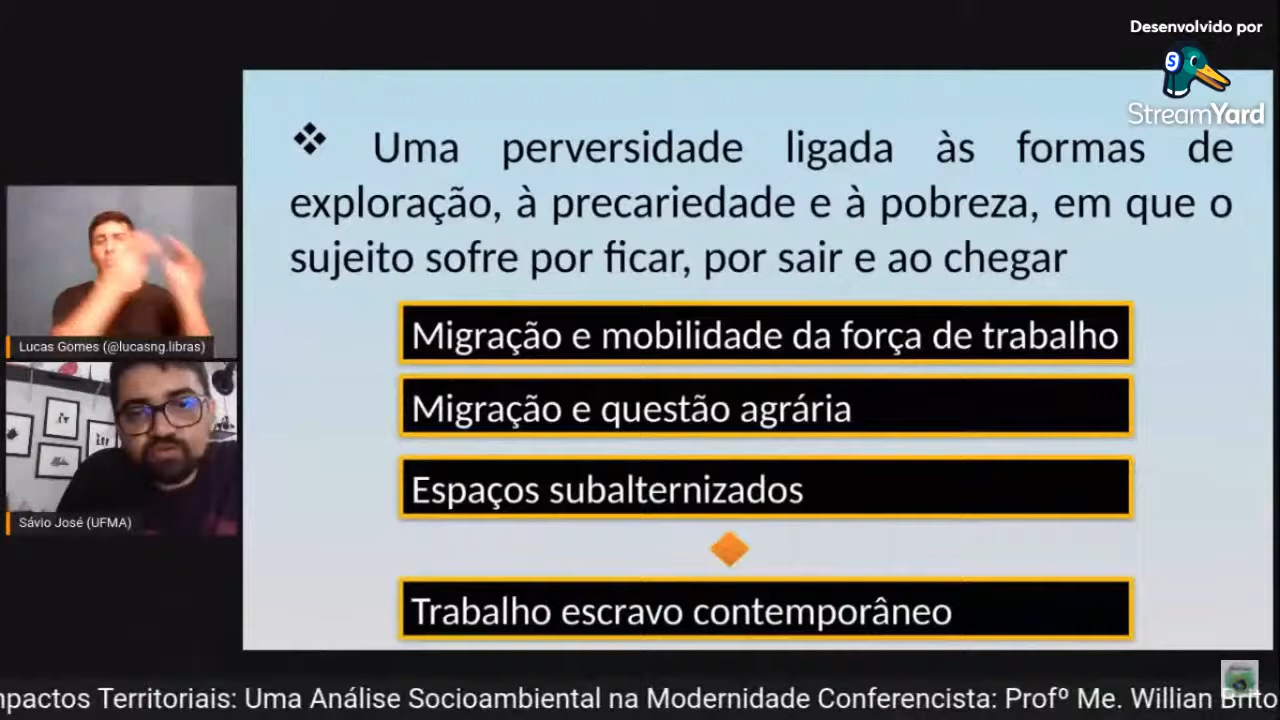 Desenvolvido por
StreamYard
❖ Uma perversidade ligada às formas de
exploração, à precariedade e à pobreza, em que o
sujeito sofre por ficar, por sair e ao chegar
Migração e mobilidade da força de trabalho
Migração e questão agrária
Espaços subalternizados
Trabalho escravo contemporâneo
Lucas Gomes (@lucasng.libras)
Sávio José (UFMA)
mpactos Territoriais: Uma Análise Socioambiental na Modernidade Conferencista: Profº Me. Willian Brito